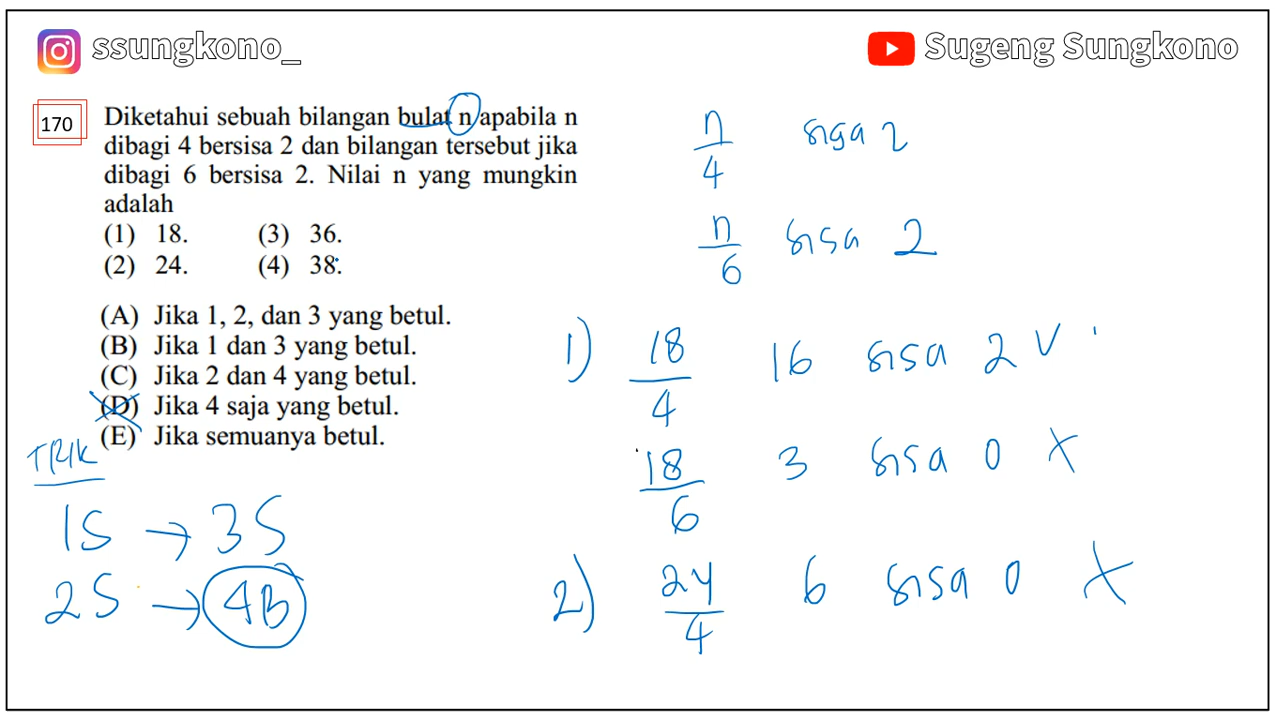 ssungkono_
Sugeng Sungkono
170
Diketahui sebuah bilangan bulat n apabila n
dibagi 4 bersisa 2 dan bilangan tersebut jika
dibagi 6 bersisa 2. Nilai n yang mungkin
adalah
(1) 18. (3) 36.
(2) 24. (4) 38.
(A) Jika 1, 2, dan 3 yang betul.
(B) Jika 1 dan 3 yang betul.
(C) Jika 2 dan 4 yang betul.
(D) Jika 4 saja yang betul.
(E) Jika semuanya betul.
TRIK
1S → 3S
2S → 4B
n/4 sisa 2
n/6 sisa 2
1) 18/4 16 sisa 2 V
18/6 3 sisa 0 X
2) 24/4 6 sisa 0 X